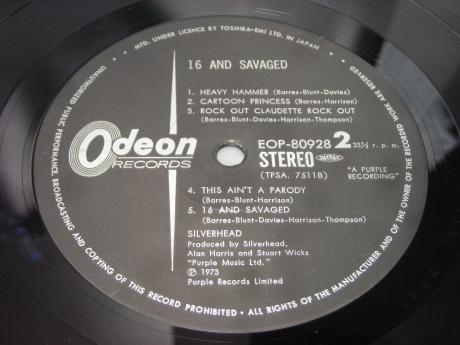 MFD. UNDER LICENCE BY TOSHIBA-EMI LTD. IN JAPAN •
UNAUTHORIZED PUBLIC PERFORMANCE, BROADCASTING AND COPYING OF THIS RECORD PROHIBITED • ALL RIGHTS OF THE MANUFACTURER AND OF THE OWNER OF THE RECORDED WORK ARE RESERVED
16 AND SAVAGED
1. HEAVY HAMMER (Barres-Blunt-Davies)
2. CARTOON PRINCESS (Barres-Harrison)
3. ROCK OUT CLAUDETTE ROCK OUT
(Barres-Blunt-Davies-Harrison-Thompson)
Odeon
RECORDS
EOP-80928 2 33⅓ r. p. m.
STEREO
(TPSA. 7511B)
"A PURPLE
RECORDING"
4. THIS AIN'T A PARODY
(Barres-Blunt-Harrison)
5. 16 AND SAVAGED
(Barres-Blunt-Davies-Harrison-Thompson)
SILVERHEAD
Produced by Silverhead,
Alan Harris and Stuart Wicks
"Purple Music Ltd."
℗ 1973
Purple Records Limited